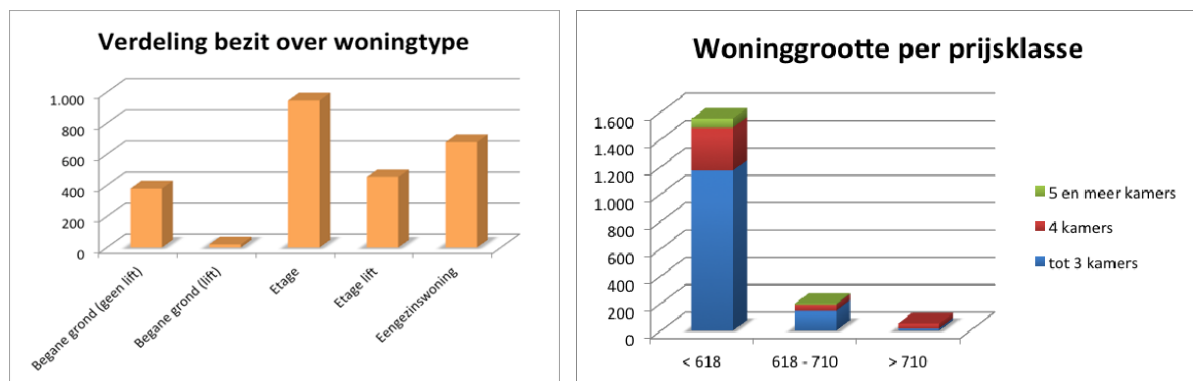 Verdeling bezit over woningtype
1.000
800
600
400
200
0
Begane grond (geen lift)
Begane grond (lift)
Etage
Etage lift
Eengezinswoning
Woninggrootte per prijsklasse
1.600
1.400
1.200
1.000
800
600
400
200
0
< 618
618 - 710
> 710
5 en meer kamers
4 kamers
tot 3 kamers